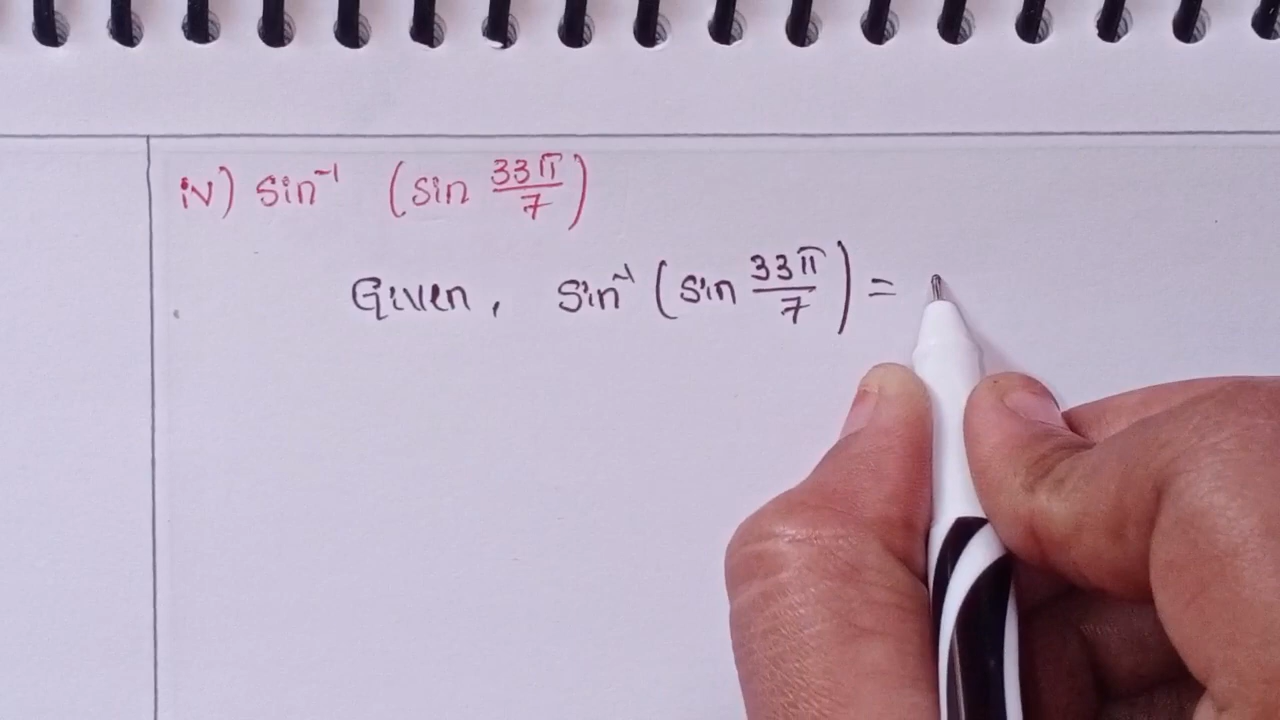 iv) sin⁻¹ (sin 33π/7)
Given, sin⁻¹ (sin 33π/7) =